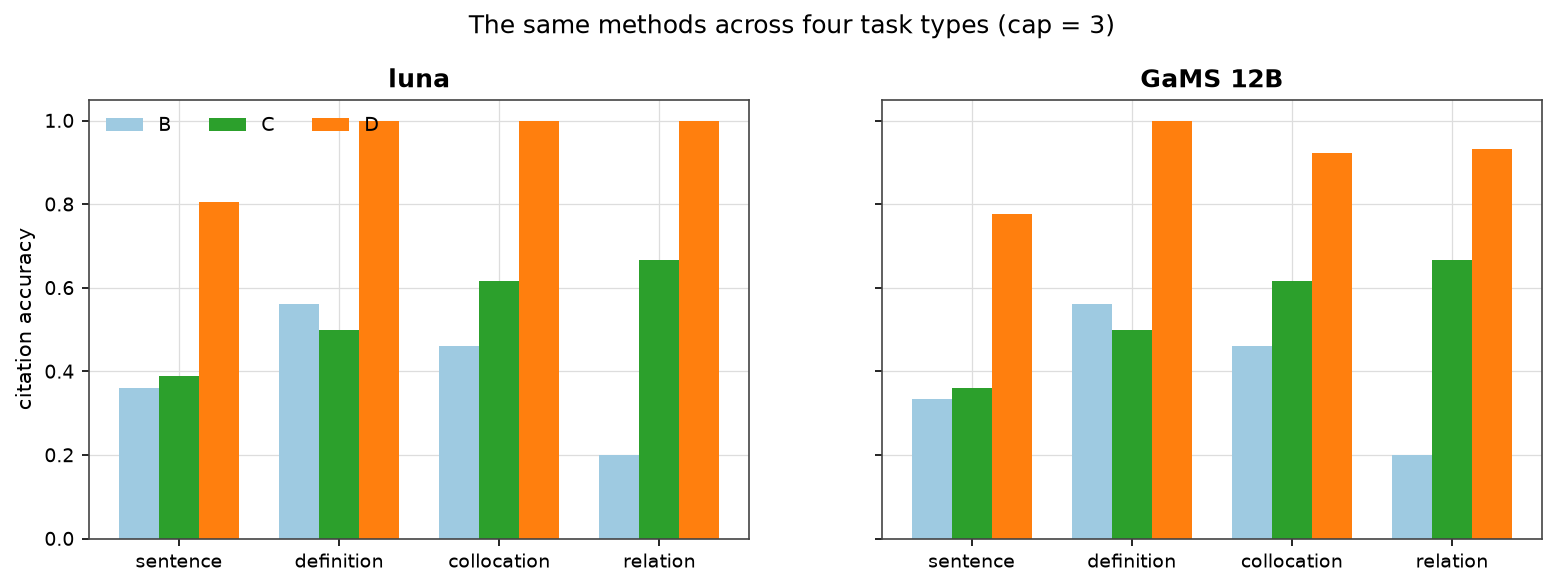 The same methods across four task types (cap = 3)
luna
GaMS 12B
B C D
citation accuracy
1.0
0.8
0.6
0.4
0.2
0.0
sentence definition collocation relation
sentence definition collocation relation